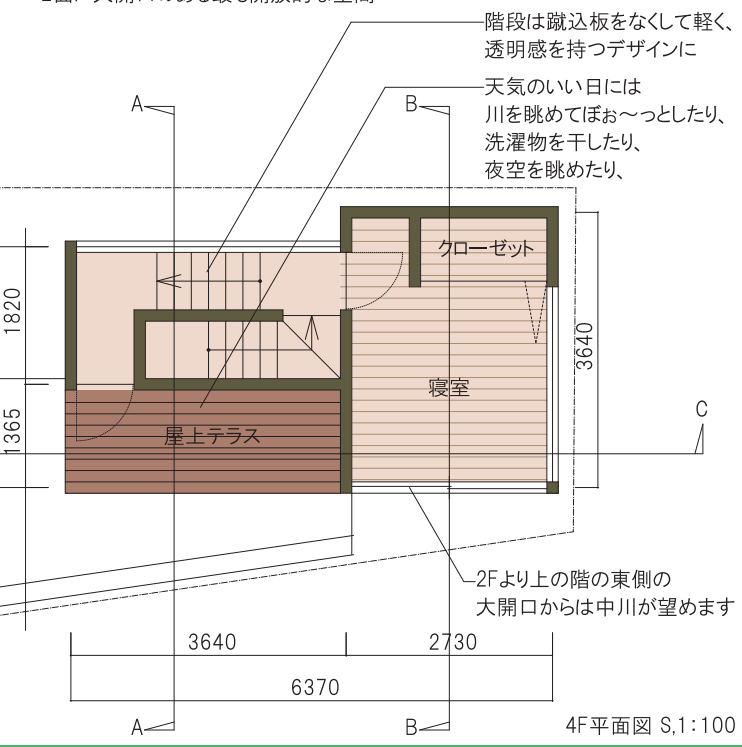 階段は蹴込板をなくして軽く、
透明感を持つデザインに
天気のいい日には
川を眺めてぼぉ～っとしたり、
洗濯物を干したり、
夜空を眺めたり、
A
B
クローゼット
1820
3640
寝室
1365
屋上テラス
C
2Fより上の階の東側の
大開口からは中川が望めます
3640
2730
6370
A
B
4F平面図 S,1:100